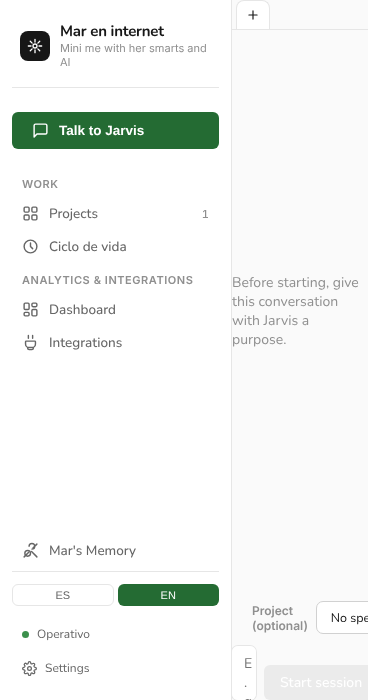 Mar en internet
Mini me with her smarts and
AI
Talk to Jarvis
WORK
Projects 1
Ciclo de vida
ANALYTICS & INTEGRATIONS
Dashboard
Integrations
Mar's Memory
ES EN
Operativo
Settings
+
Before starting, give
this conversation
with Jarvis a
purpose.
Project
(optional)
No spe
E
.
Start session